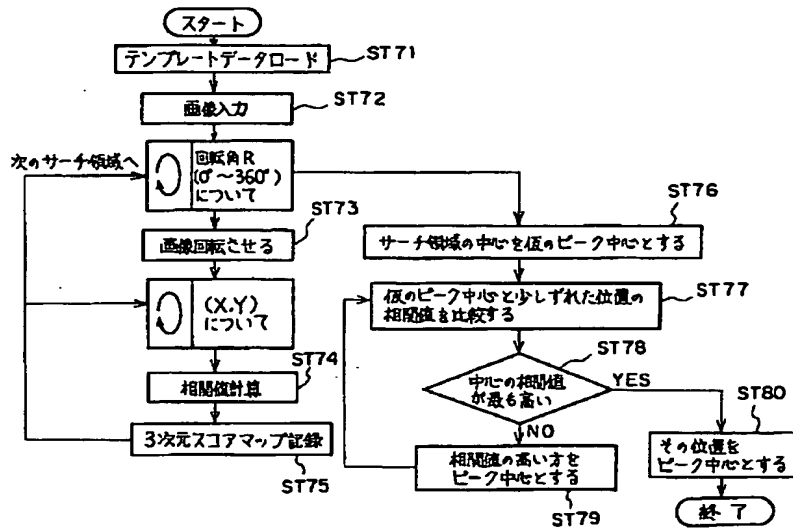 スタート
テンプレートデータロード
ST71
画像入力
ST72
次のサーチ領域へ
回転角R
(0°～360°)
について
画像回転させる
ST73
(X,Y)
について
相関値計算
ST74
3次元スコアマップ記録
ST75
サーチ領域の中心を仮のピーク中心とする
ST76
仮のピーク中心と少しずれた位置の
相関値を比較する
ST77
中心の相関値
が最も高い
ST78
YES
NO
相関値の高い方を
ピーク中心とする
ST79
その位置を
ピーク中心とする
ST80
終了